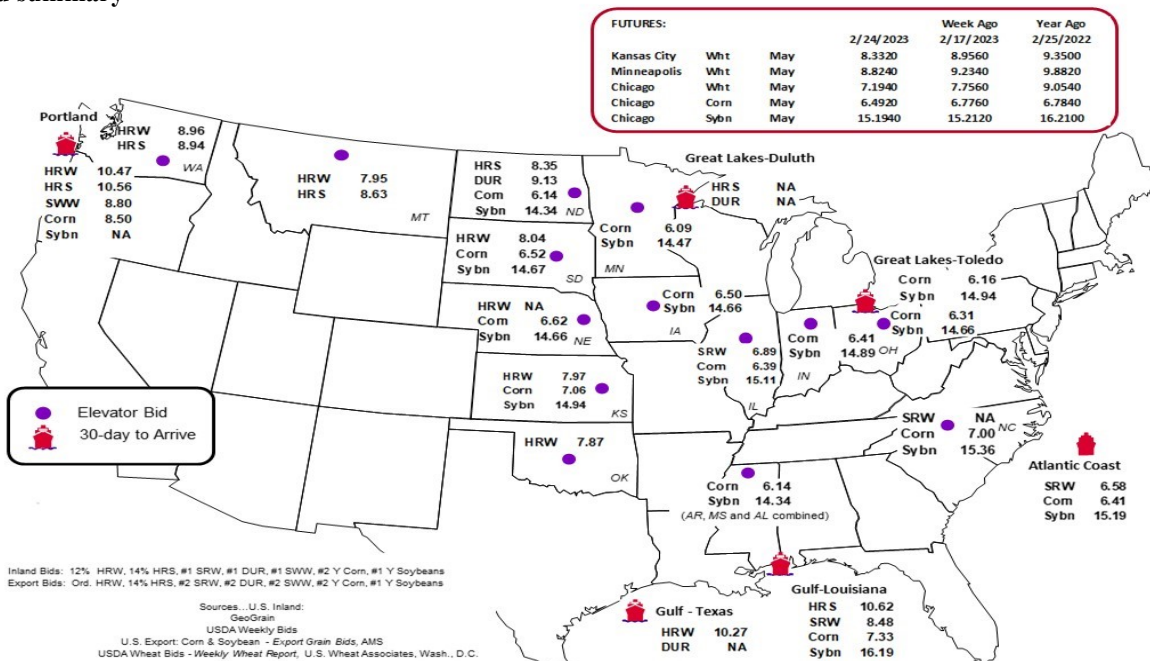 FUTURES: Week Ago Year Ago
2/24/2023 2/17/2023 2/25/2022
Kansas City Wht May 8.3320 8.9560 9.3500
Minneapolis Wht May 8.8240 9.2340 9.8820
Chicago Wht May 7.1940 7.7560 9.0540
Chicago Corn May 6.4920 6.7760 6.7840
Chicago Sybn May 15.1940 15.2120 16.2100
Portland
HRW 8.96
HRS 8.94
WA
HRW 10.47
HRS 10.56
SWW 8.80
Corn 8.50
Sybn NA
HRW 7.95
HRS 8.63
MT
HRS 8.35
DUR 9.13
Corn 6.14
Sybn 14.34 ND
Great Lakes-Duluth
HRS NA
DUR NA
Corn 6.09
Sybn 14.47
MN
HRW 8.04
Corn 6.52
Sybn 14.67
SD
Great Lakes-Toledo
Corn 6.16
Sybn 14.94
Corn 6.31
Sybn 14.66
HRW NA
Corn 6.62
Sybn 14.66 NE
Corn 6.50
Sybn 14.66
IA
SRW 6.89
Corn 6.39
Sybn 15.11
IL
Corn 6.41
Sybn 14.89 OH
IN
HRW 7.97
Corn 7.06
Sybn 14.94
KS
Elevator Bid
30-day to Arrive
HRW 7.87
OK
SRW NA
Corn 7.00 NC
Sybn 15.36
Atlantic Coast
SRW 6.58
Corn 6.41
Sybn 15.19
Corn 6.14
Sybn 14.34
(AR, MS and AL combined)
Inland Bids: 12% HRW, 14% HRS, #1 SRW, #1 DUR, #1 SWW, #2 Y Corn, #1 Y Soybeans
Export Bids: Ord. HRW, 14% HRS, #2 SRW, #2 DUR, #2 SWW, #2 Y Corn, #1 Y Soybeans
Sources...U.S. Inland:
GeoGrain
USDA Weekly Bids
U.S. Export: Corn & Soybean - Export Grain Bids, AMS
USDA Wheat Bids - Weekly Wheat Report, U.S. Wheat Associates, Wash., D.C.
Gulf - Texas
HRW 10.27
DUR NA
Gulf-Louisiana
HRS 10.62
SRW 8.48
Corn 7.33
Sybn 16.19